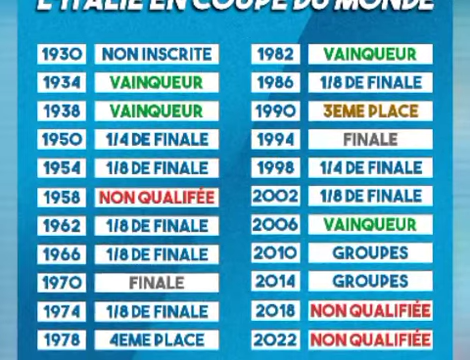 L'ITALIE EN COUPE DU MONDE
1930 NON INSCRITE
1934 VAINQUEUR
1938 VAINQUEUR
1950 1/4 DE FINALE
1954 1/8 DE FINALE
1958 NON QUALIFÉE
1962 1/8 DE FINALE
1966 1/8 DE FINALE
1970 FINALE
1974 1/8 DE FINALE
1978 4EME PLACE
1982 VAINQUEUR
1986 1/8 DE FINALE
1990 3EME PLACE
1994 FINALE
1998 1/4 DE FINALE
2002 1/8 DE FINALE
2006 VAINQUEUR
2010 GROUPES
2014 GROUPES
2018 NON QUALIFIÉE
2022 NON QUALIFIÉE